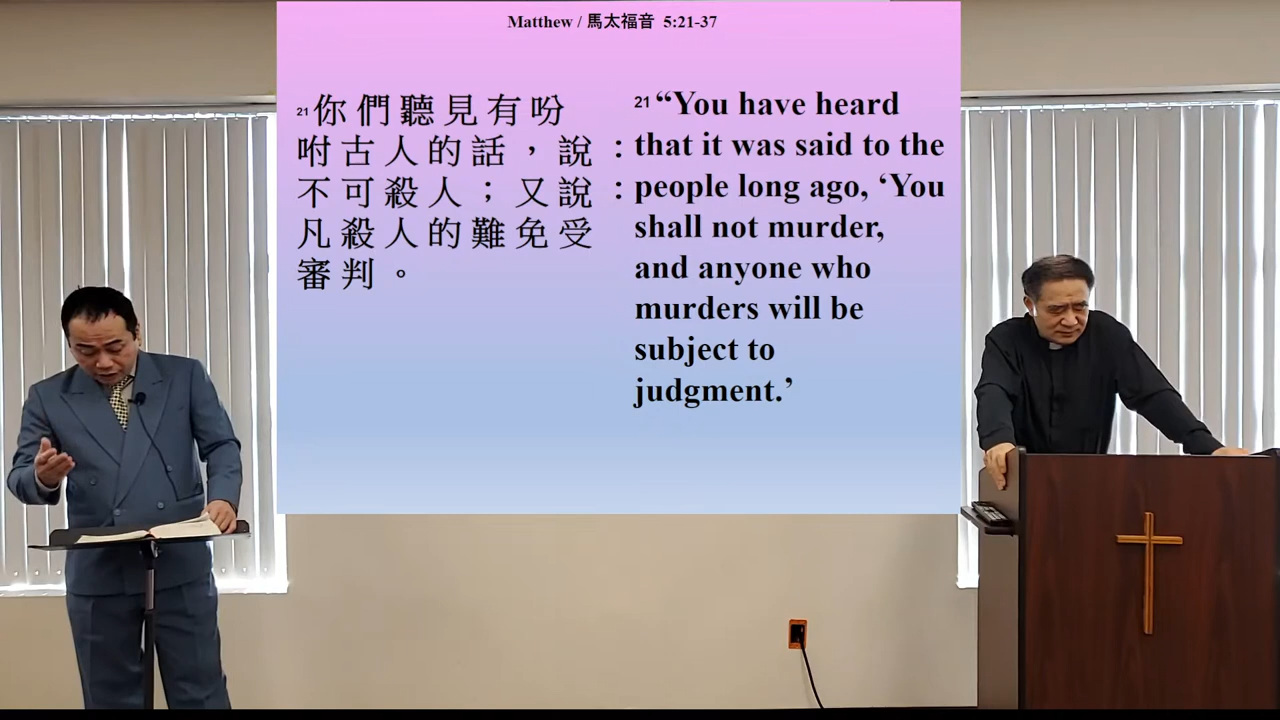 Matthew / 馬太福音 5:21-37
21你們聽見有吩
咐古人的話，說：
不可殺人；又說：
凡殺人的難免受
審判。
21 “You have heard
that it was said to the
people long ago, ‘You
shall not murder,
and anyone who
murders will be
subject to
judgment.’